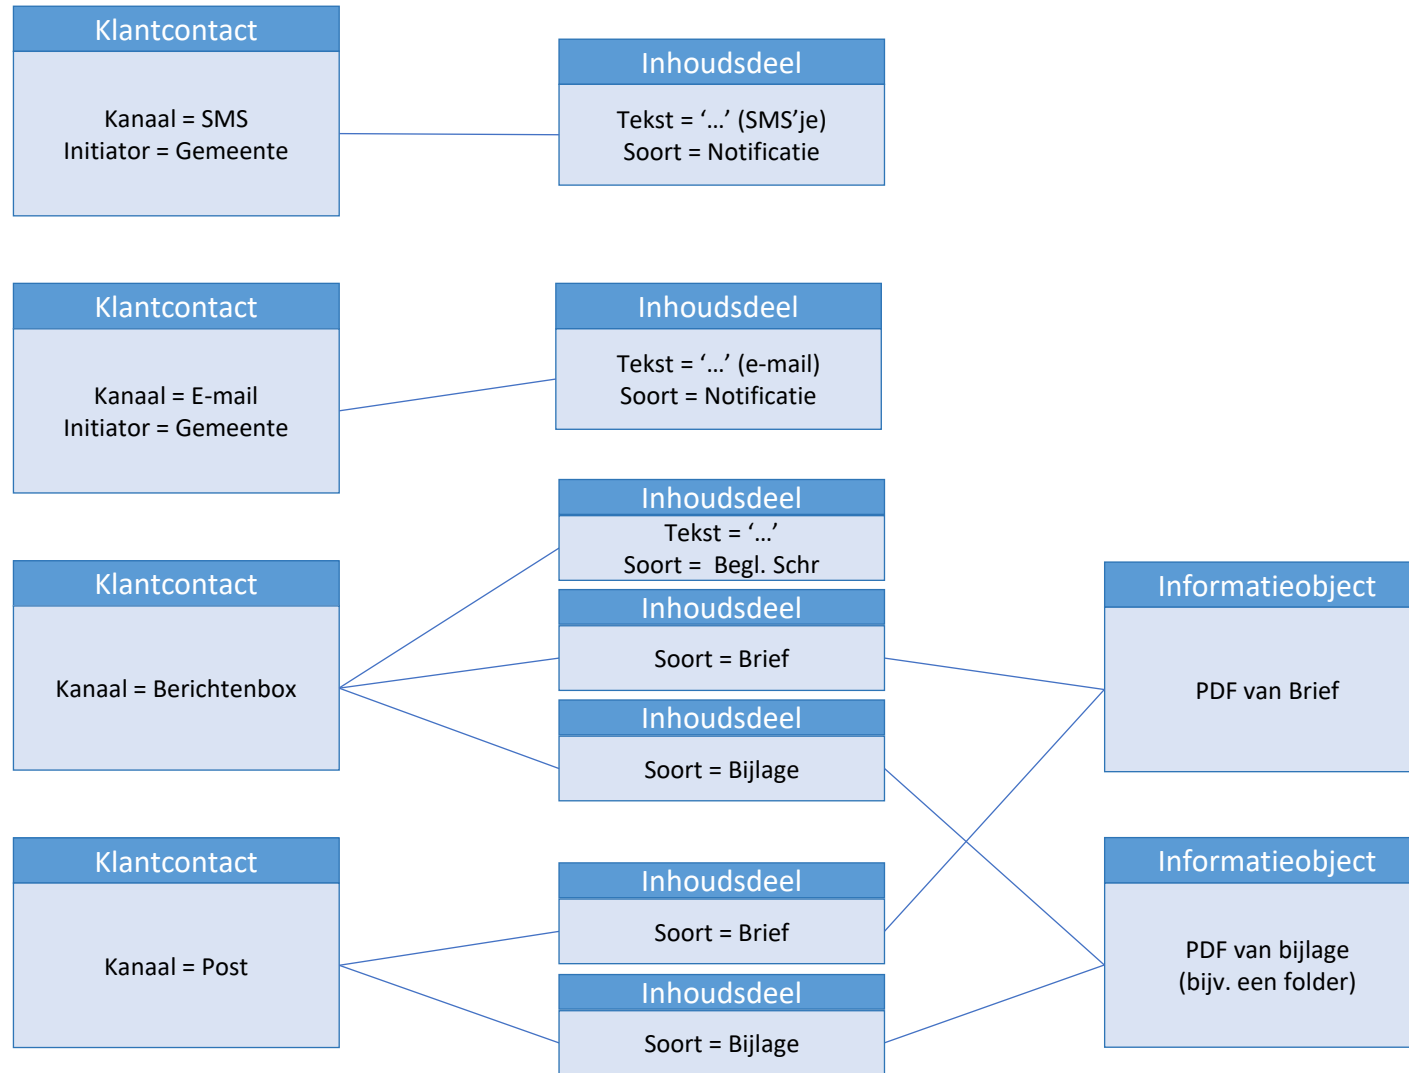 Klantcontact
Kanaal = SMS
Initiator = Gemeente
Inhoudsdeel
Tekst = ‘…’ (SMS’je)
Soort = Notificatie
Klantcontact
Kanaal = E-mail
Initiator = Gemeente
Inhoudsdeel
Tekst = ‘…’ (e-mail)
Soort = Notificatie
Klantcontact
Kanaal = Berichtenbox
Inhoudsdeel
Tekst = ‘…’
Soort =  Begl. Schr
Inhoudsdeel
Soort = Brief
Inhoudsdeel
Soort = Bijlage
Informatieobject
PDF van Brief
Klantcontact
Kanaal = Post
Inhoudsdeel
Soort = Brief
Inhoudsdeel
Soort = Bijlage
Informatieobject
PDF van bijlage
(bijv. een folder)